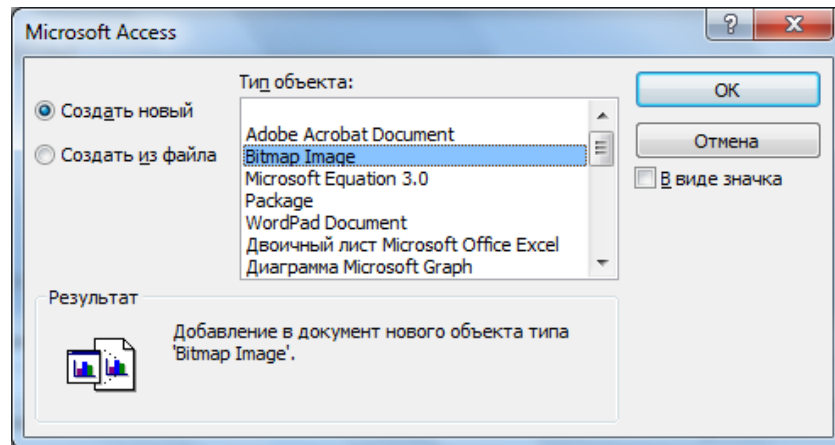 Microsoft Access
Создать новый
Создать из файла
Тип объекта:
Adobe Acrobat Document
Bitmap Image
Microsoft Equation 3.0
Package
WordPad Document
Двоичный лист Microsoft Office Excel
Диаграмма Microsoft Graph
OK
Отмена
В виде значка
Результат
Добавление в документ нового объекта типа
'Bitmap Image'.